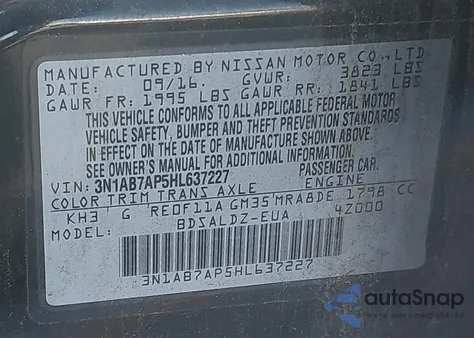 MANUFACTURED BY NISSAN MOTOR CO., LTD.
DATE: 09/16 GVWR: 3823 LBS
GAWR FR: 1995 LBS GAWR RR: 1841 LBS
THIS VEHICLE CONFORMS TO ALL APPLICABLE FEDERAL MOTOR
VEHICLE SAFETY, BUMPER AND THEFT PREVENTION STANDARDS
IN EFFECT ON THE DATE OF MANUFACTURE SHOWN ABOVE.
SEE OWNER'S MANUAL FOR ADDITIONAL LOAD INFORMATION.
VIN: 3N1AB7AP5HL637227 PASSENGER CAR
COLOR TRIM TRANS AXLE ENGINE
KH3 G RE0F11A GM35 MRA8DE 1798 CC
MODEL: BDSALDZ-EUA 4Z000
3N1AB7AP5HL637227
autoSnap